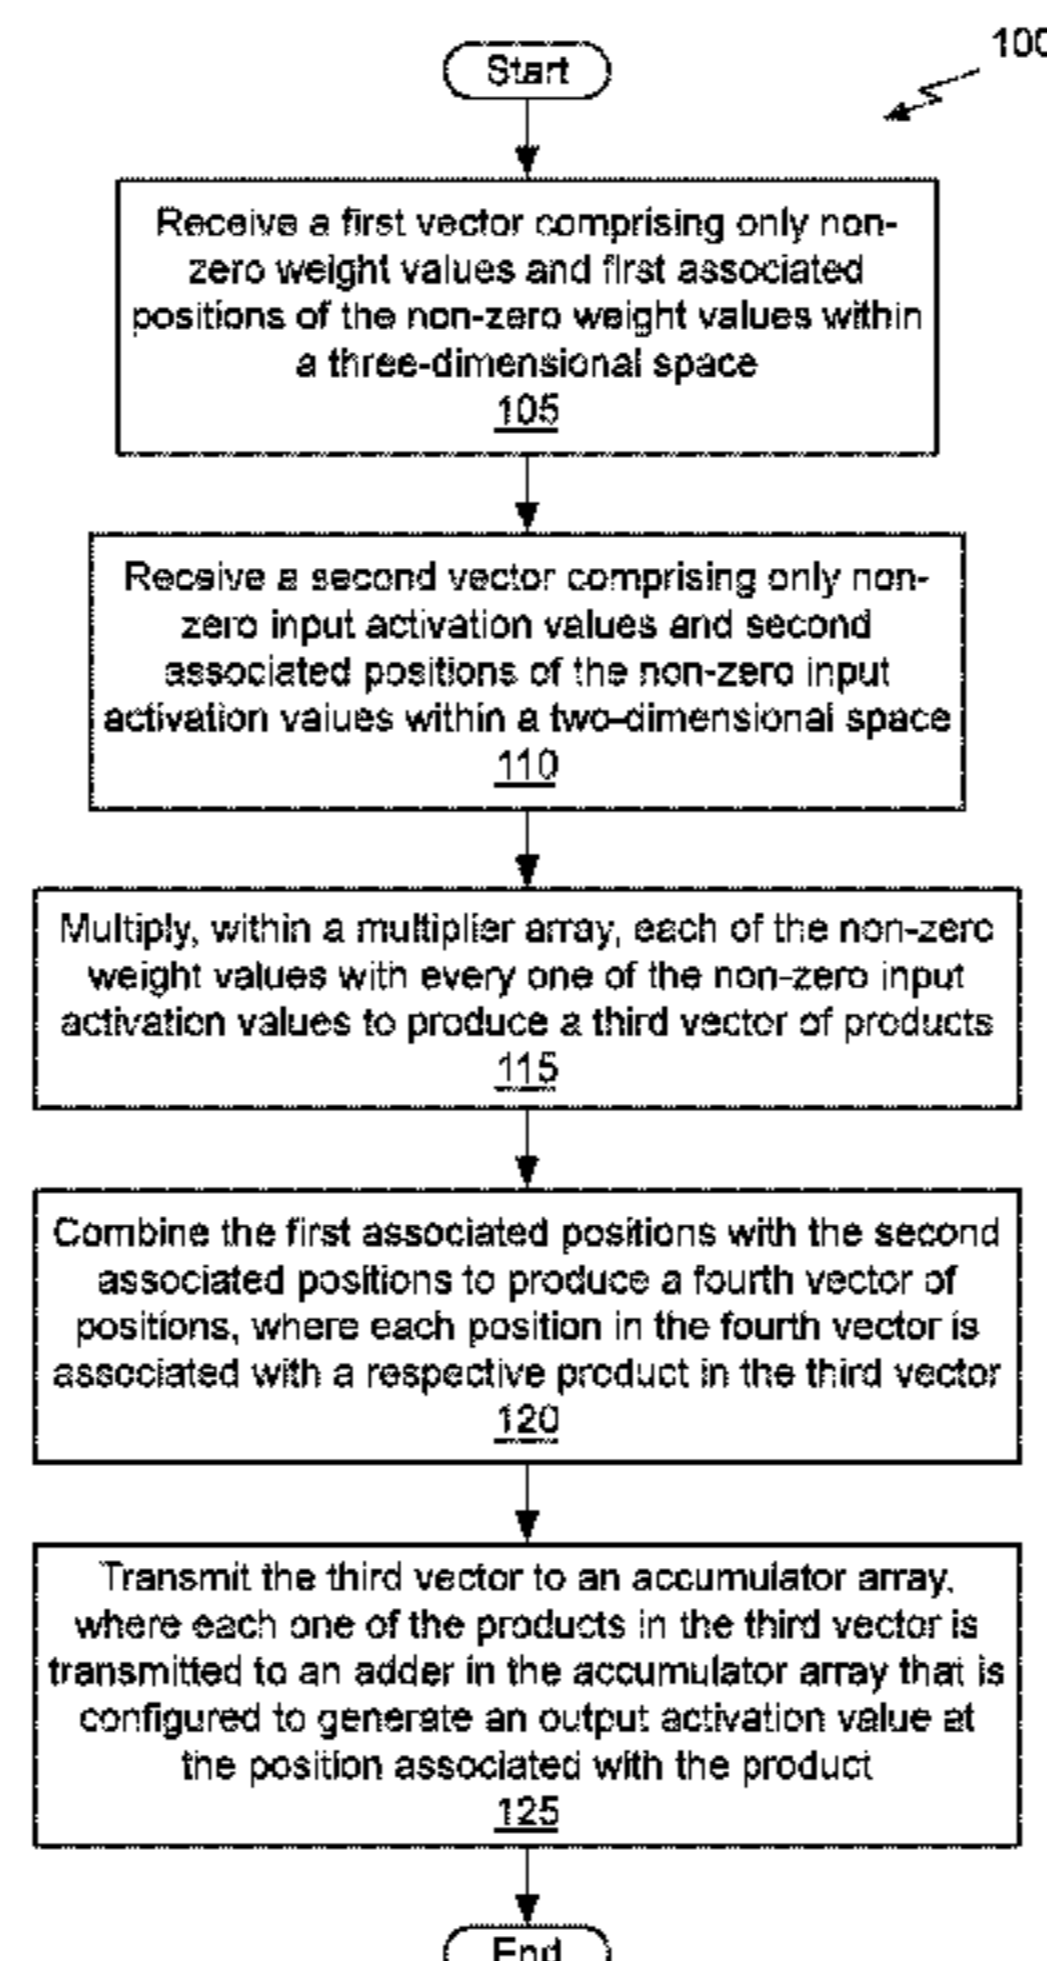 100
Start
Receive a first vector comprising only non-
zero weight values and first associated
positions of the non-zero weight values within
a three-dimensional space
105
Receive a second vector comprising only non-
zero input activation values and second
associated positions of the non-zero input
activation values within a two-dimensional space
110
Multiply, within a multiplier array, each of the non-zero
weight values with every one of the non-zero input
activation values to produce a third vector of products
115
Combine the first associated positions with the second
associated positions to produce a fourth vector of
positions, where each position in the fourth vector is
associated with a respective product in the third vector
120
Transmit the third vector to an accumulator array,
where each one of the products in the third vector is
transmitted to an adder in the accumulator array that is
configured to generate an output activation value at
the position associated with the product
125
End